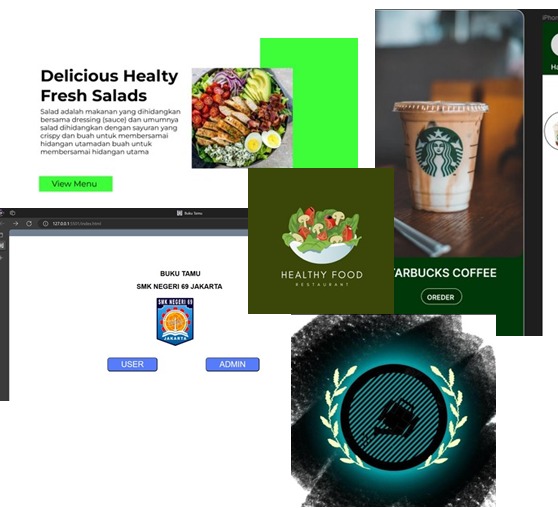 Delicious Healty
Fresh Salads
Salad adalah makanan yang dihidangkan
bersama dressing (sauce) dan umumnya
salad dihidangkan dengan sayuran yang
crispy dan buah untuk membersamai
hidangan utamadan buah untuk
membersamai hidangan utama
View Menu
Buku Tamu
127.0.0.1
BUKU TAMU
SMK NEGERI 69 JAKARTA
SMK NEGERI 69
JAKARTA
USER
ADMIN
HEALTHY FOOD
RESTAURANT
TARBUCKS COFFEE
OREDER
iPho
Ha